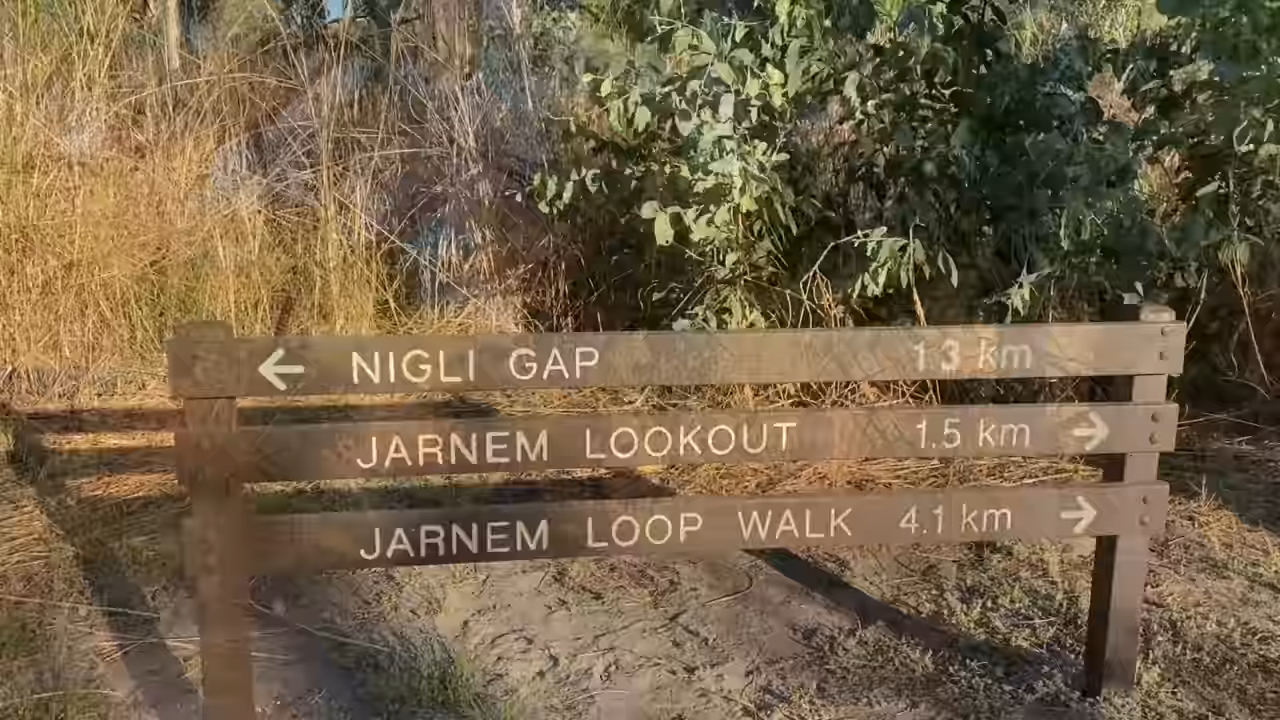 ← NIGLI GAP 1.3 km
JARNEM LOOKOUT 1.5 km →
JARNEM LOOP WALK 4.1 km →